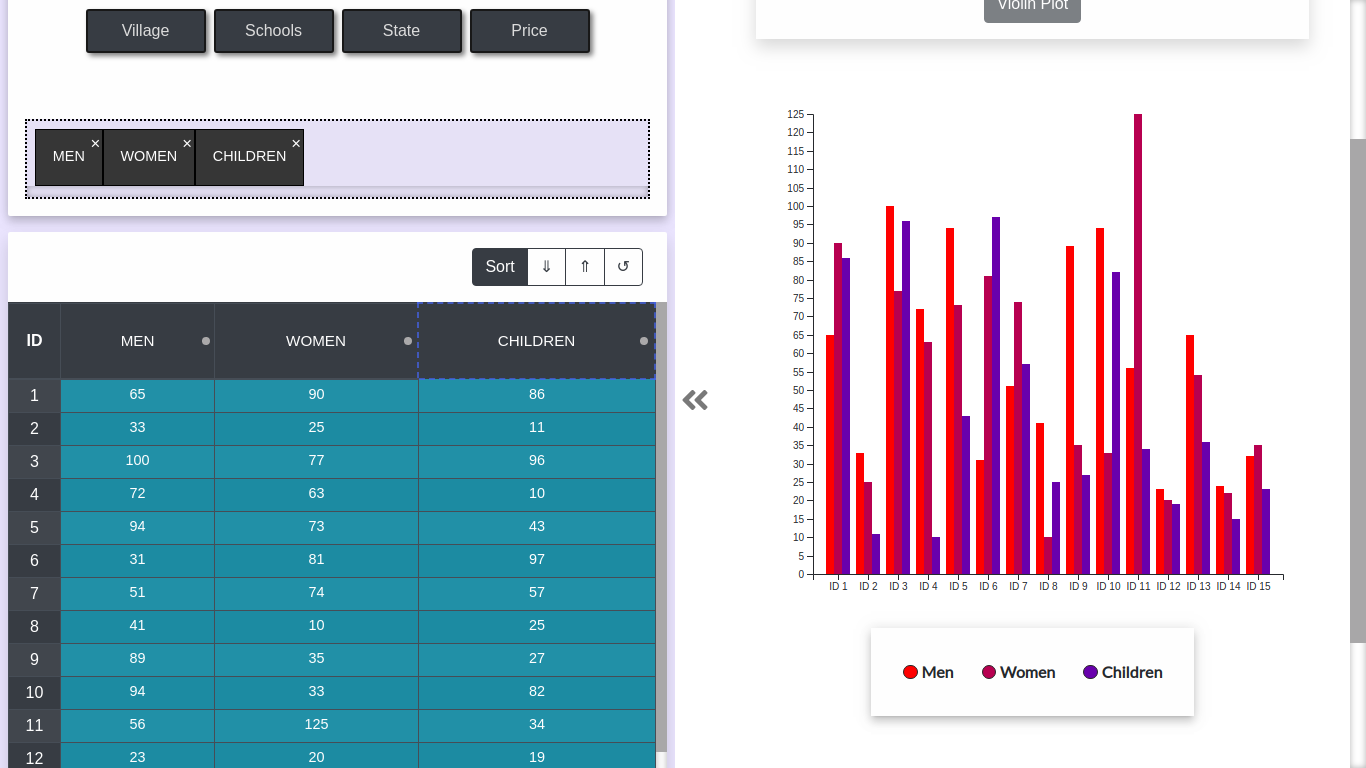 Village Schools State Price
MEN × WOMEN × CHILDREN ×
Sort ⇓ ⇑ ↺
ID MEN WOMEN CHILDREN
1 65 90 86
2 33 25 11
3 100 77 96
4 72 63 10
5 94 73 43
6 31 81 97
7 51 74 57
8 41 10 25
9 89 35 27
10 94 33 82
11 56 125 34
12 23 20 19
Violin Plot
125
120
115
110
105
100
95
90
85
80
75
70
65
60
55
50
45
40
35
30
25
20
15
10
5
0
ID 1 ID 2 ID 3 ID 4 ID 5 ID 6 ID 7 ID 8 ID 9 ID 10 ID 11 ID 12 ID 13 ID 14 ID 15
Men Women Children